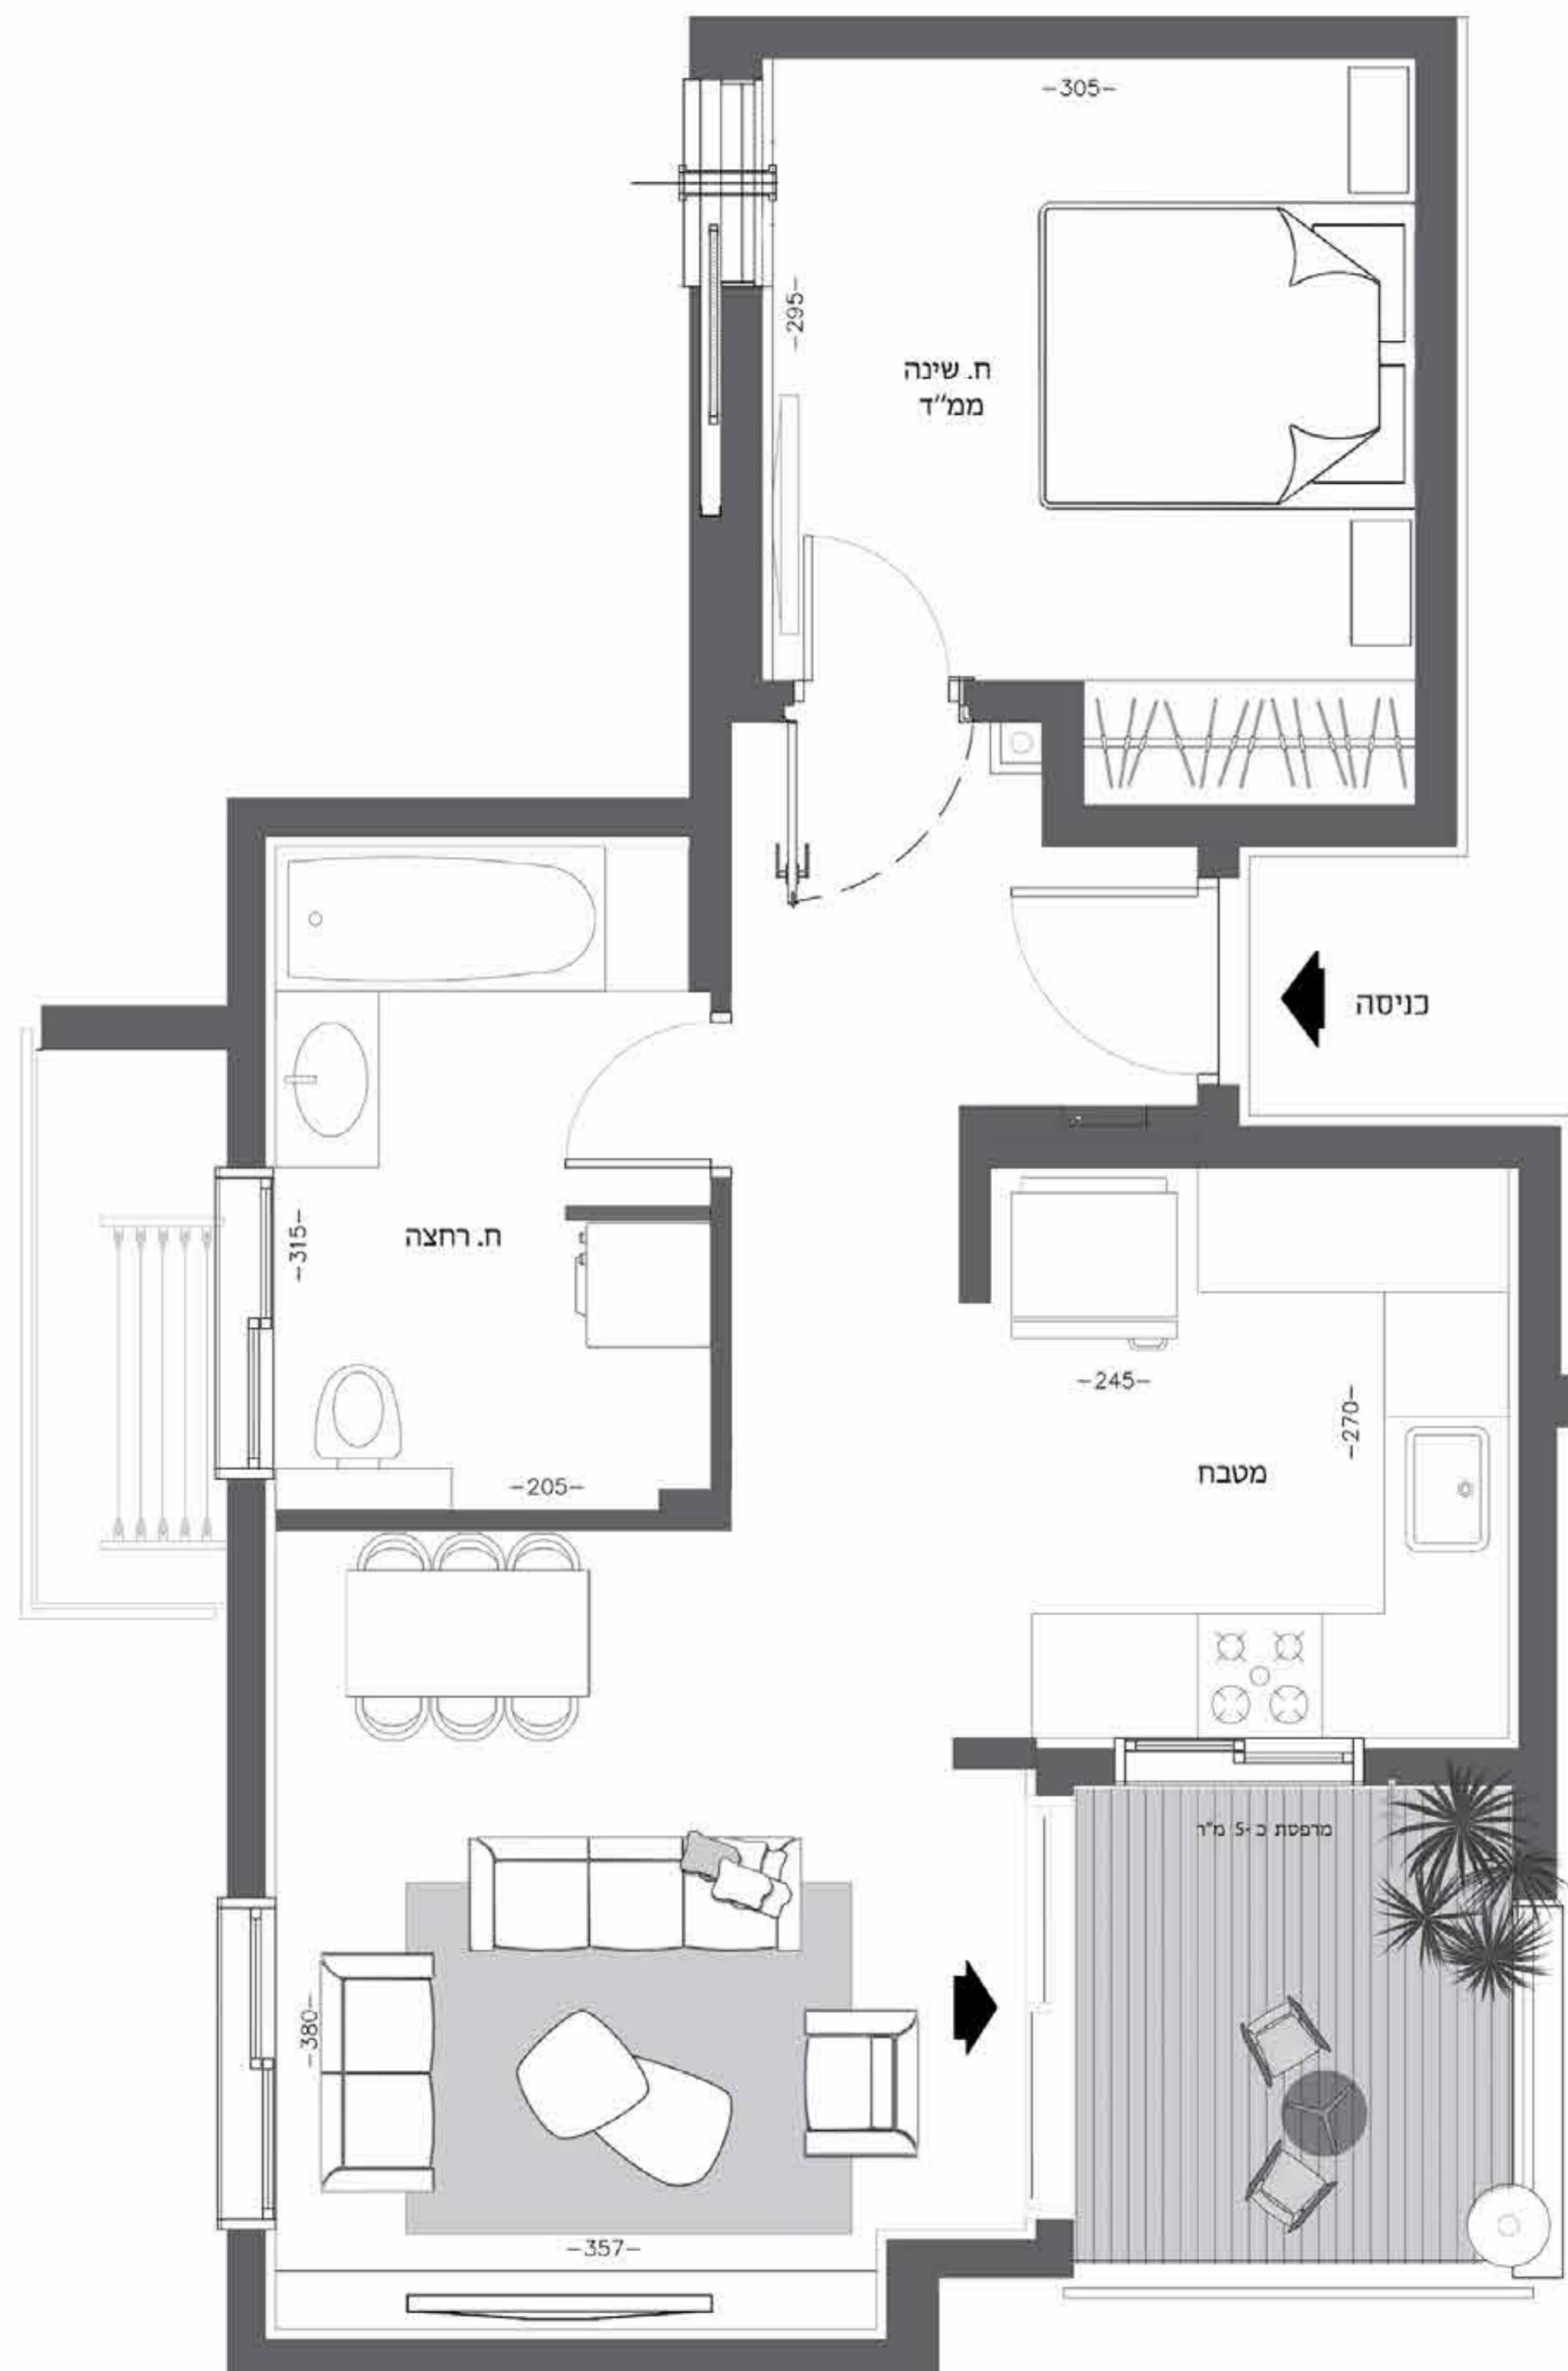 -305-
-295-
ח. שינה
ממ״ד
כניסה
-315-
ח. רחצה
-245-
-270-
מטבח
-205-
מרפסת כ -5 מ"ר
-380-
-357-